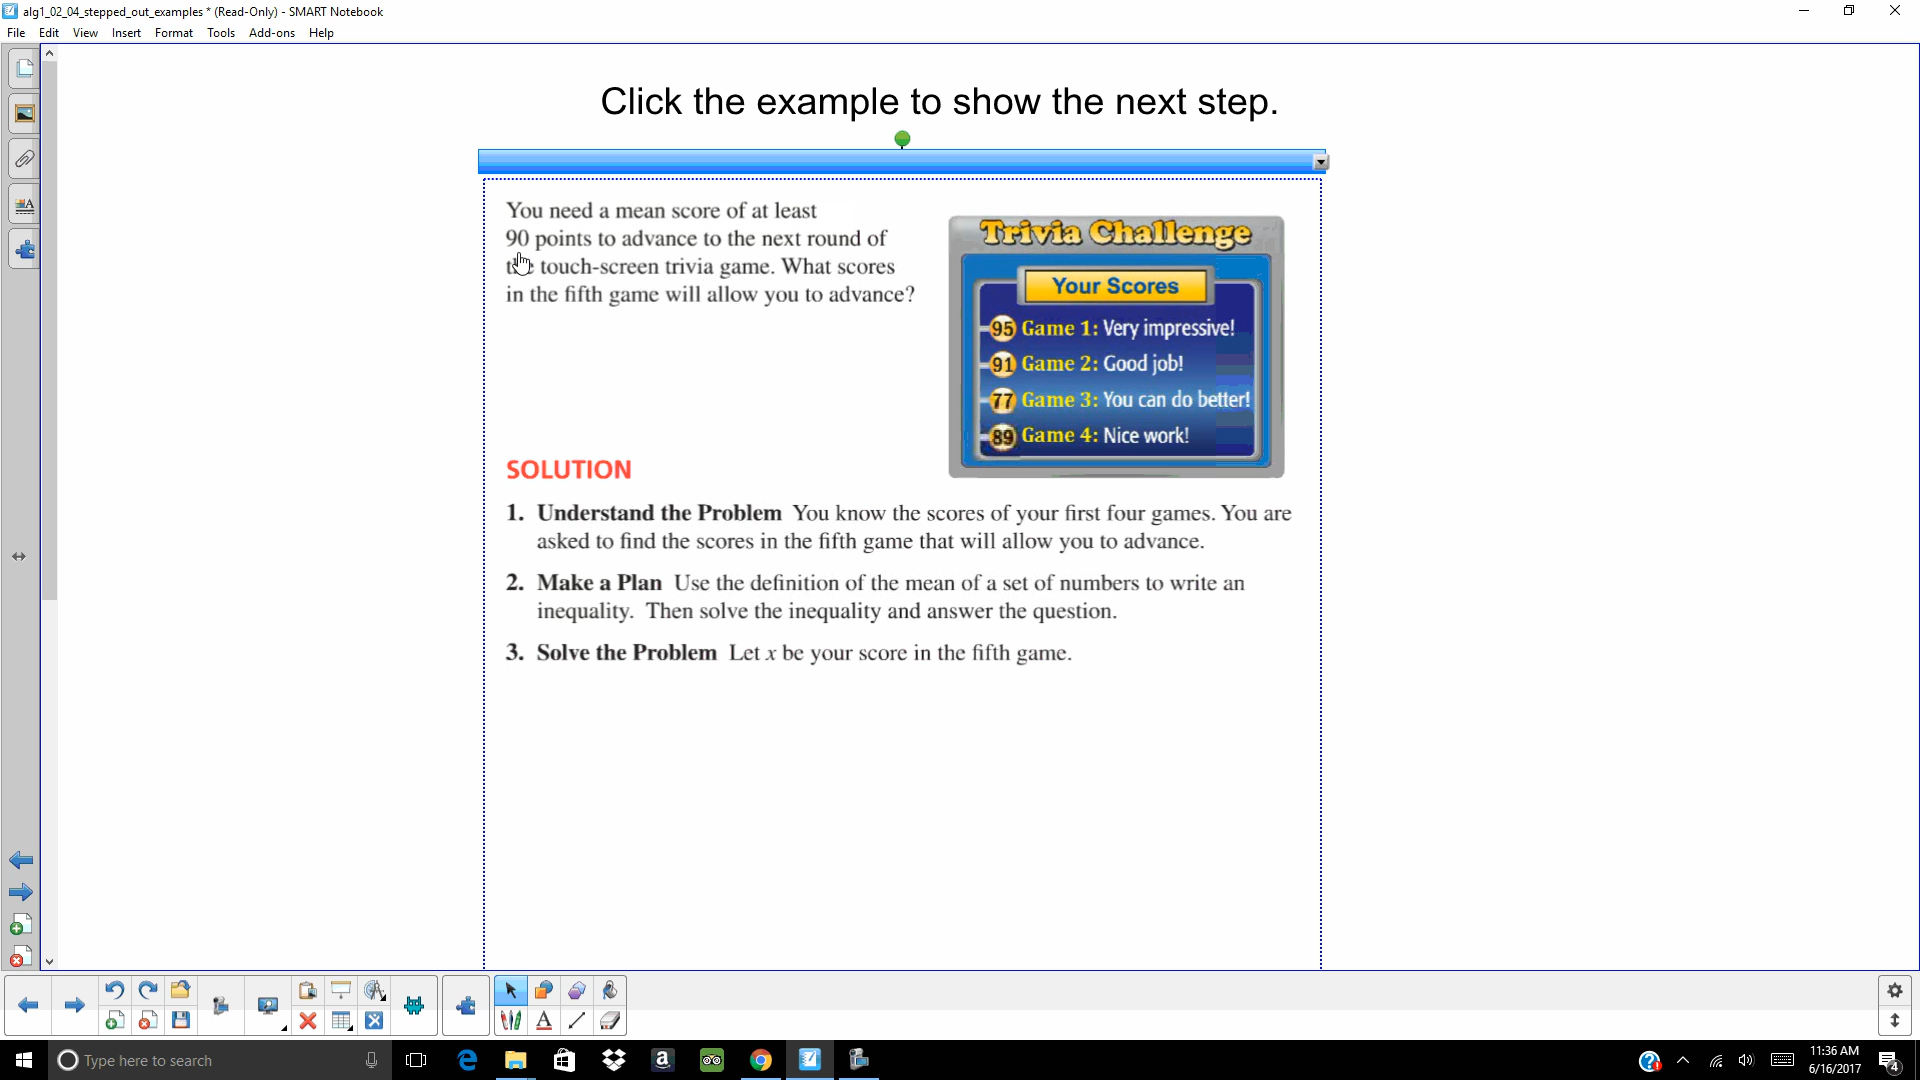 alg1_02_04_stepped_out_examples * (Read-Only) - SMART Notebook
File Edit View Insert Format Tools Add-ons Help
Click the example to show the next step.
You need a mean score of at least
90 points to advance to the next round of
the touch-screen trivia game. What scores
in the fifth game will allow you to advance?
Trivia Challenge
Your Scores
95 Game 1: Very impressive!
91 Game 2: Good job!
77 Game 3: You can do better!
89 Game 4: Nice work!
SOLUTION
1. Understand the Problem You know the scores of your first four games. You are
asked to find the scores in the fifth game that will allow you to advance.
2. Make a Plan Use the definition of the mean of a set of numbers to write an
inequality. Then solve the inequality and answer the question.
3. Solve the Problem Let x be your score in the fifth game.
Type here to search
11:36 AM
6/16/2017
4